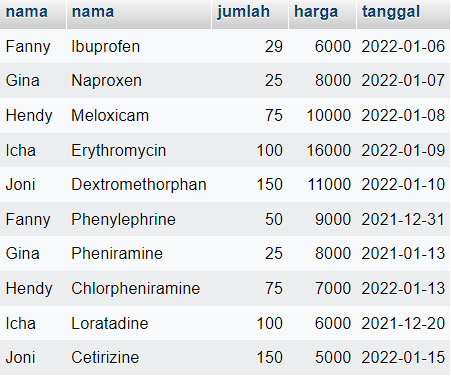 nama nama jumlah harga tanggal
Fanny Ibuprofen 29 6000 2022-01-06
Gina Naproxen 25 8000 2022-01-07
Hendy Meloxicam 75 10000 2022-01-08
Icha Erythromycin 100 16000 2022-01-09
Joni Dextromethorphan 150 11000 2022-01-10
Fanny Phenylephrine 50 9000 2021-12-31
Gina Pheniramine 25 8000 2021-01-13
Hendy Chlorpheniramine 75 7000 2022-01-13
Icha Loratadine 100 6000 2021-12-20
Joni Cetirizine 150 5000 2022-01-15